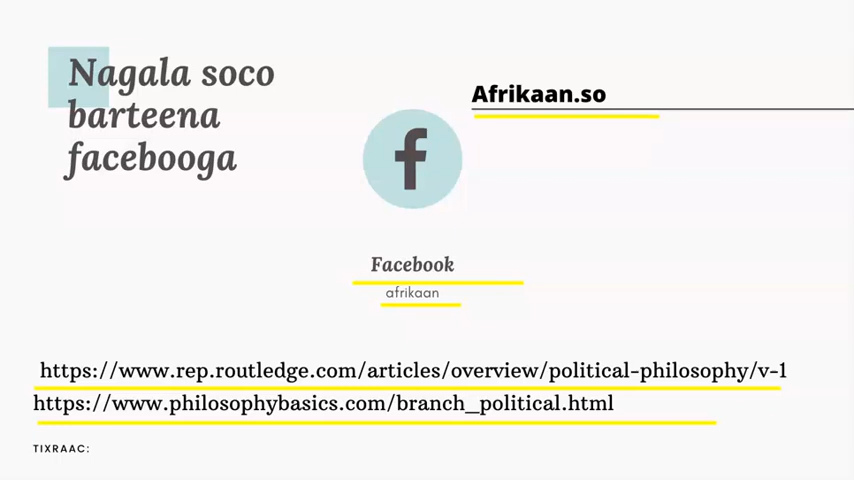 Nagala soco
barteena
facebooga
Afrikaan.so
Facebook
afrikaan
https://www.rep.routledge.com/articles/overview/political-philosophy/v-1
https://www.philosophybasics.com/branch_political.html
TIXRAAC: